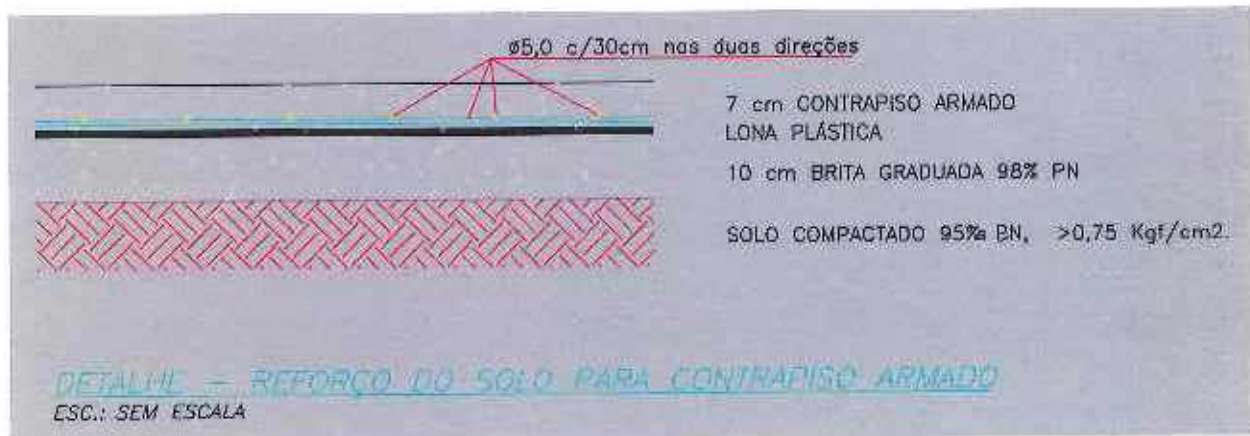 ø5,0 c/30cm nas duas direções
7 cm CONTRAPISO ARMADO
LONA PLÁSTICA
10 cm BRITA GRADUADA 98% PN
SOLO COMPACTADO 95% PN, >0,75 Kgf/cm2.
DETALHE - REFORÇO DO SOLO PARA CONTRAPISO ARMADO
ESC.: SEM ESCALA